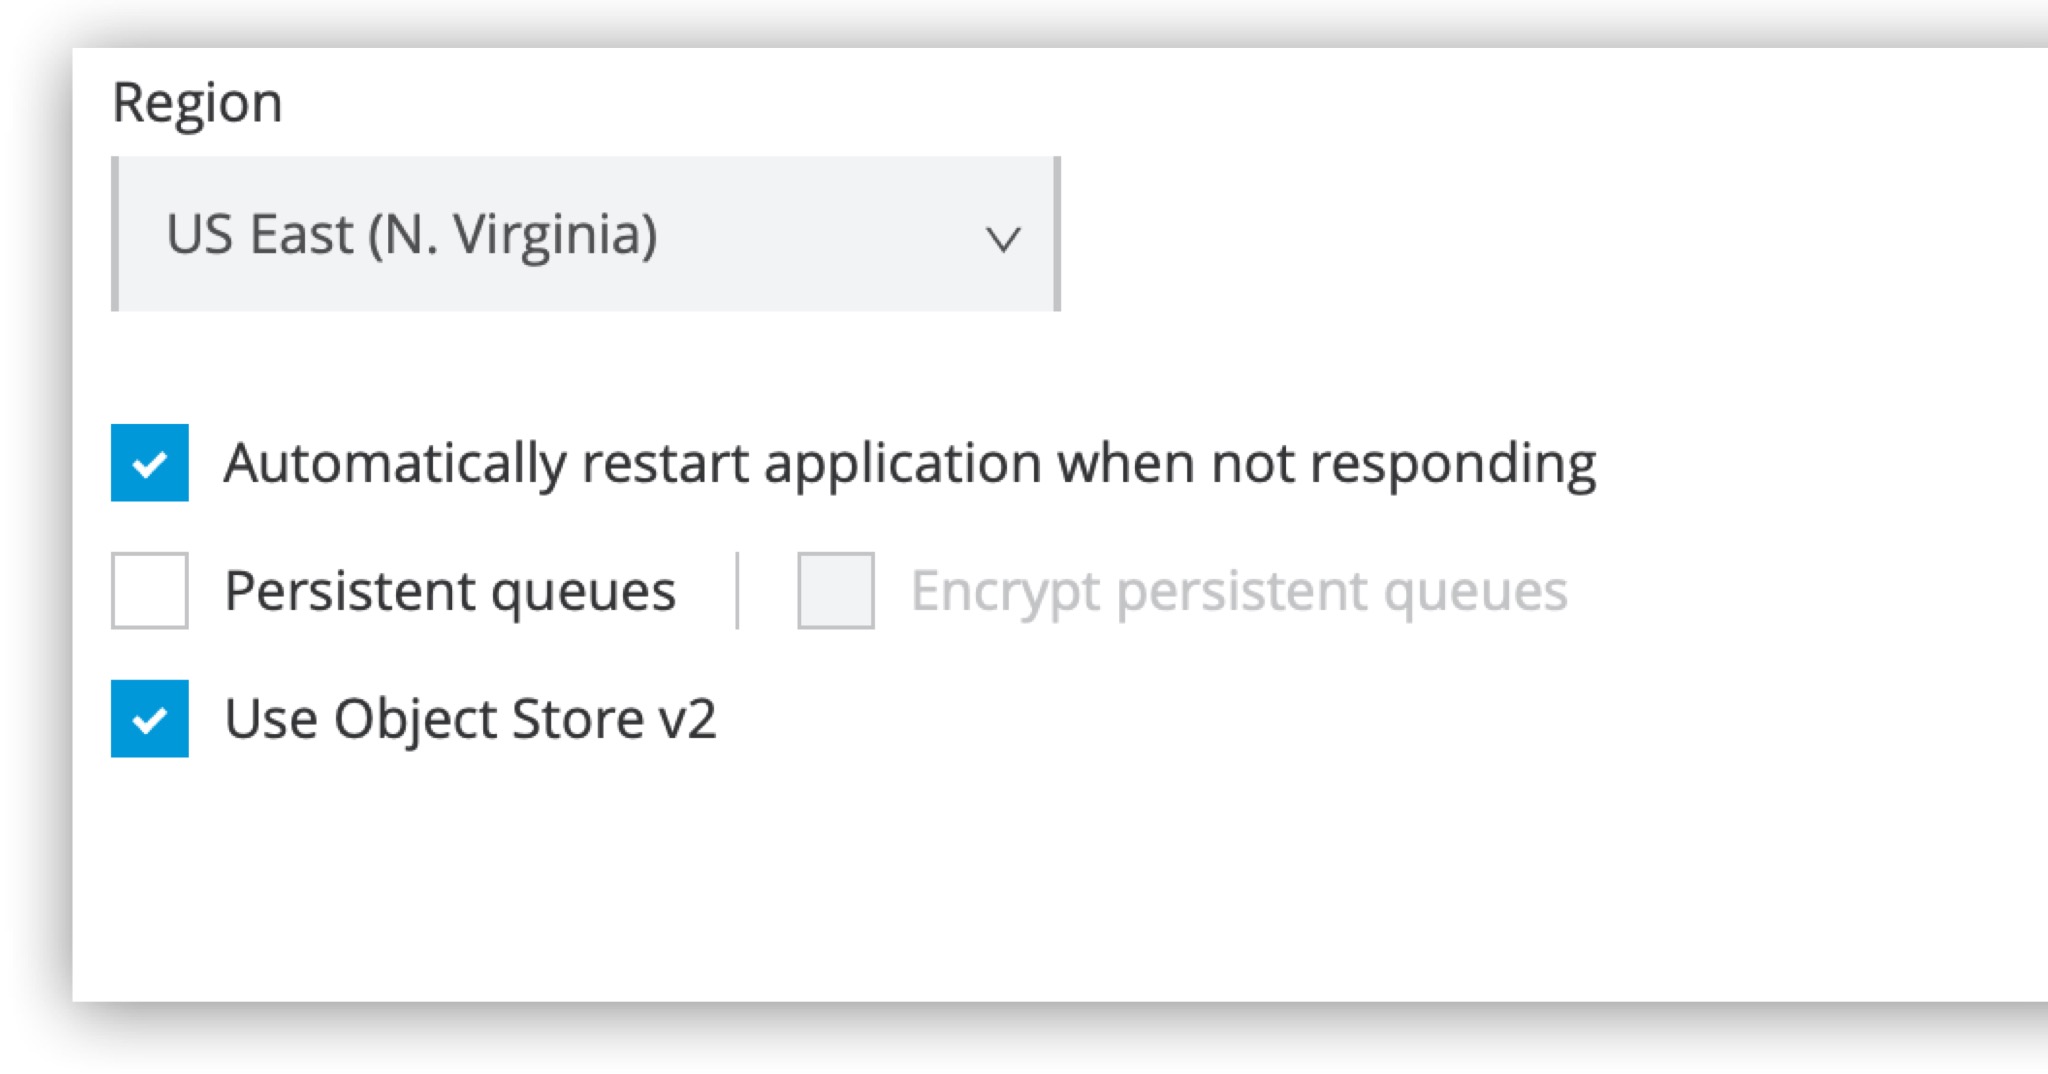 Region
US East (N. Virginia)
Automatically restart application when not responding
Persistent queues Encrypt persistent queues
Use Object Store v2